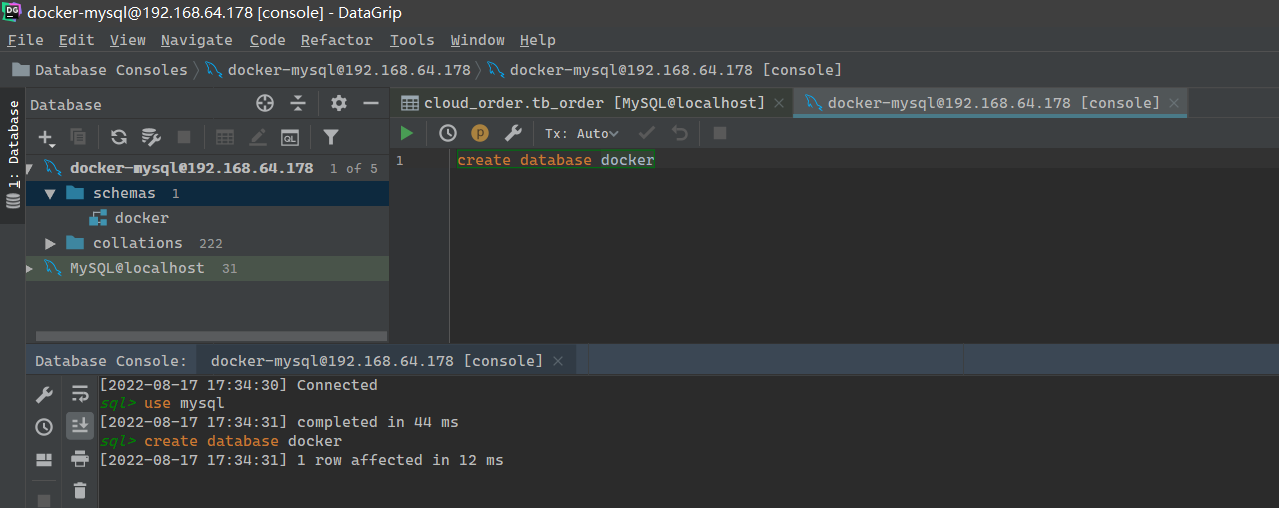 DG docker-mysql@192.168.64.178 [console] - DataGrip
File Edit View Navigate Code Refactor Tools Window Help
Database Consoles docker-mysql@192.168.64.178 docker-mysql@192.168.64.178 [console]
1: Database
Database
cloud_order.tb_order [MySQL@localhost] docker-mysql@192.168.64.178 [console]
QL
p Tx: Auto
docker-mysql@192.168.64.178 1 of 5
schemas 1
docker
collations 222
MySQL@localhost 31
1 create database docker
Database Console: docker-mysql@192.168.64.178 [console]
[2022-08-17 17:34:30] Connected
sql> use mysql
[2022-08-17 17:34:31] completed in 44 ms
sql> create database docker
[2022-08-17 17:34:31] 1 row affected in 12 ms